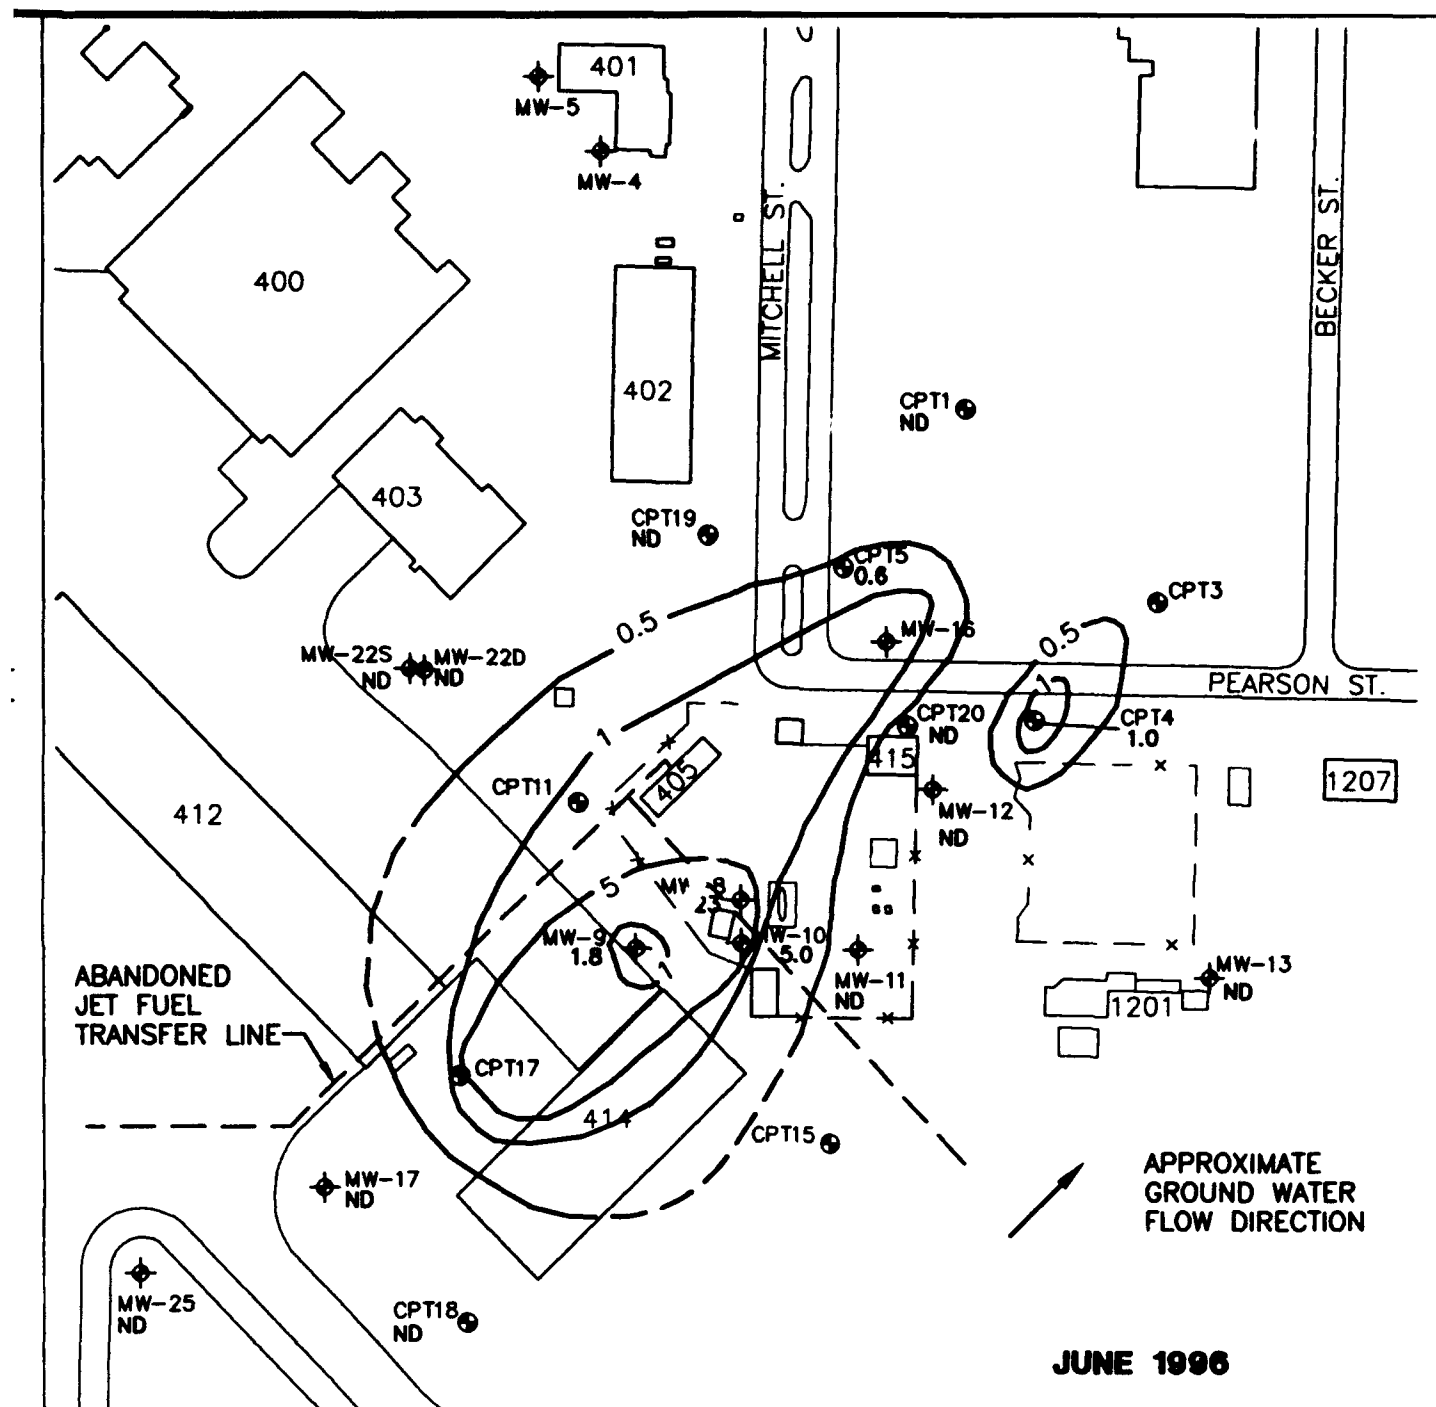 401
MW-5
MW-4
MITCHELL ST.
BECKER ST.
400
402
CPT1
ND
403
CPT19
ND
CPT5
0.6
CPT3
0.5
MW-16
0.5
MW-22S
ND
MW-22D
ND
PEARSON ST.
1
CPT20
ND
CPT4
1.0
1
415
405
CPT11
1207
412
MW-12
ND
5
23
MW-9
1.8
MW-10
5.0
1
MW-11
ND
MW-13
ND
1201
ABANDONED
JET FUEL
TRANSFER LINE
CPT17
414
CPT15
MW-17
ND
APPROXIMATE
GROUND WATER
FLOW DIRECTION
MW-25
ND
CPT18
ND
JUNE 1996